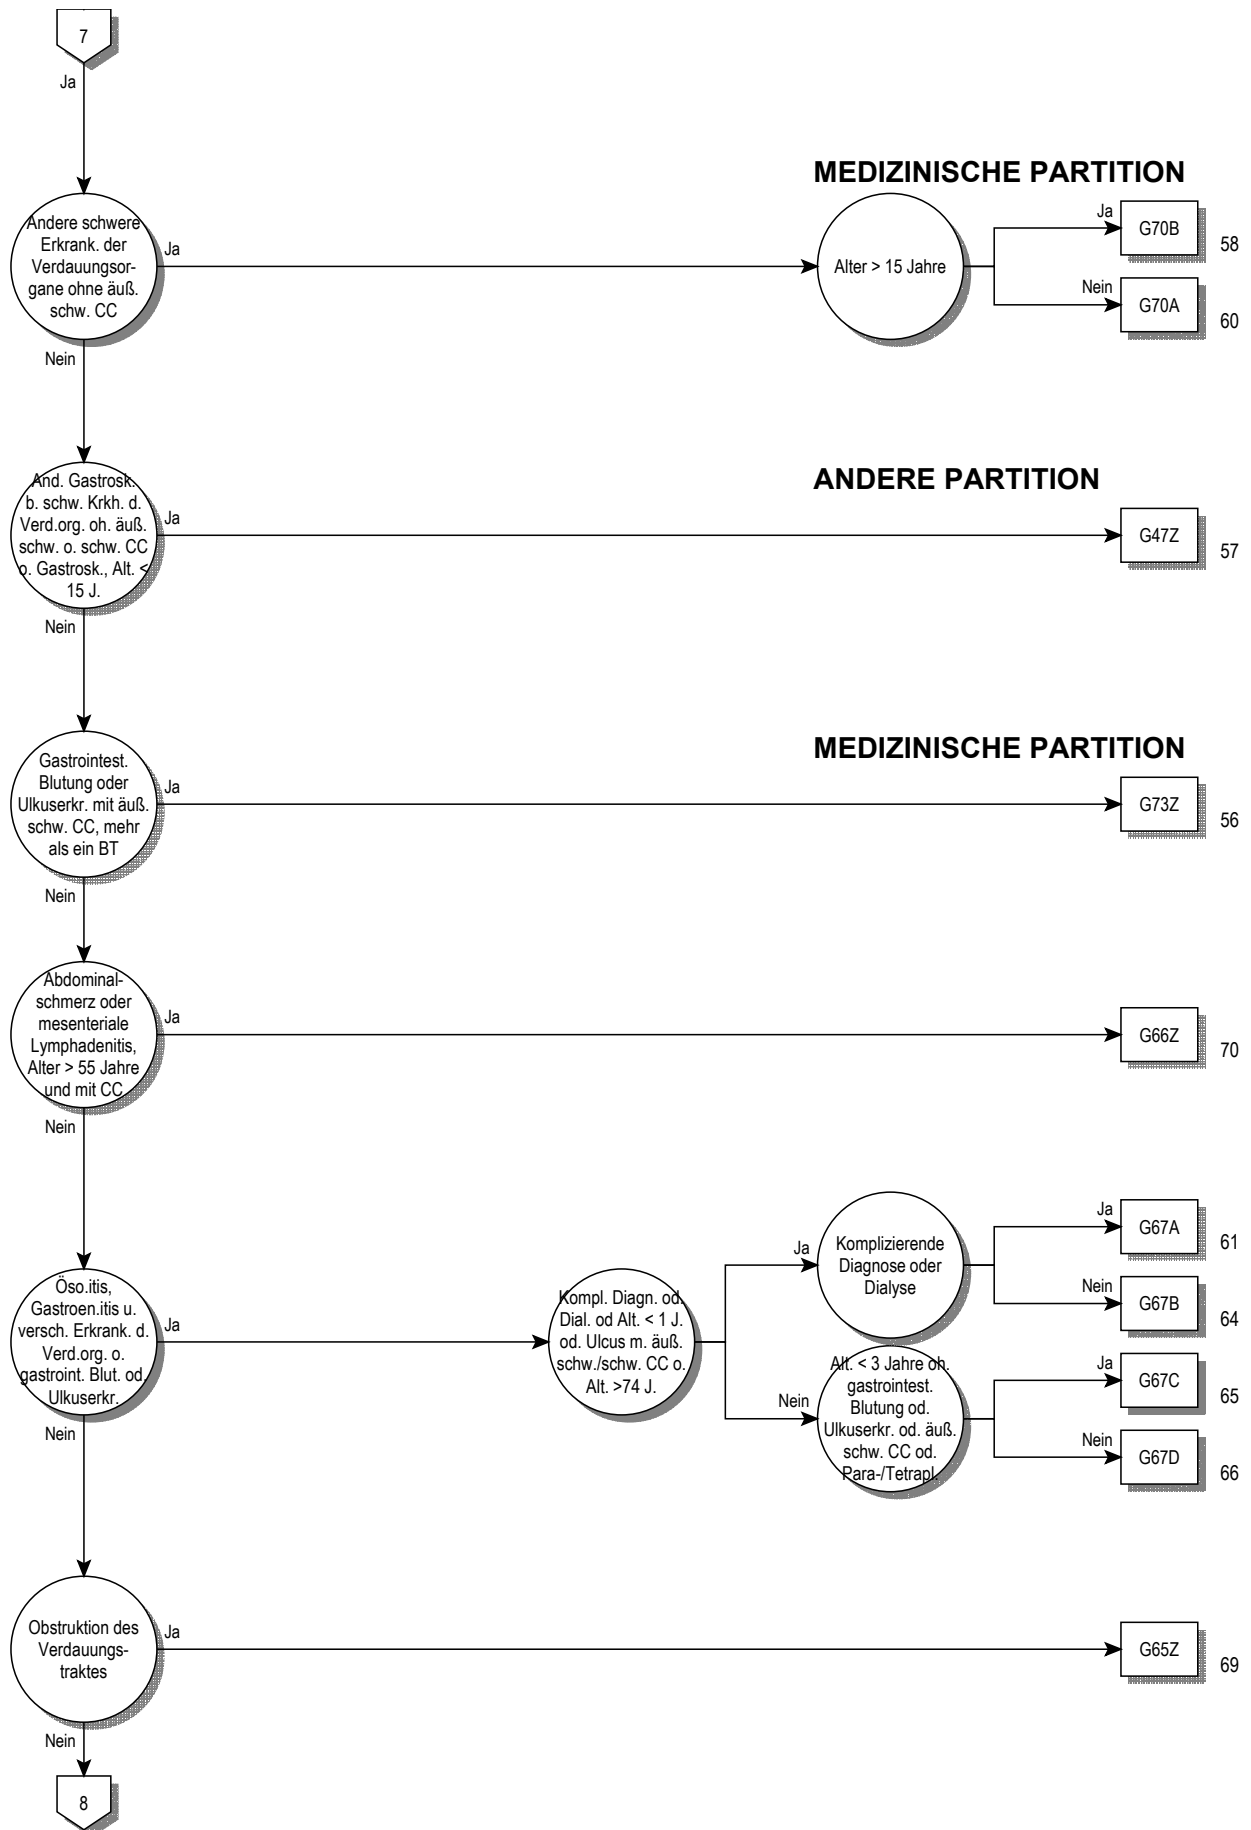 7
Ja
MEDIZINISCHE PARTITION
Andere schwere
Erkrank. der
Verdauungsor-
gane ohne äuß.
schw. CC
Ja
Alter > 15 Jahre
Ja
G70B
58
Nein
G70A
60
Nein
ANDERE PARTITION
And. Gastrosk.
b. schw. Krkh. d.
Verd.org. oh. äuß.
schw. o. schw. CC
o. Gastrosk., Alt. <
15 J.
Ja
G47Z
57
Nein
MEDIZINISCHE PARTITION
Gastrointest.
Blutung oder
Ulkuserkr. mit äuß.
schw. CC, mehr
als ein BT
Ja
G73Z
56
Nein
Abdominal-
schmerz oder
mesenteriale
Lymphadenitis,
Alter > 55 Jahre
und mit CC
Ja
G66Z
70
Nein
Öso.itis,
Gastroen.itis u.
versch. Erkrank. d.
Verd.org. o.
gastroint. Blut. od.
Ulkuserkr.
Ja
Kompl. Diagn. od.
Dial. od Alt. < 1 J.
od. Ulcus m. äuß.
schw./schw. CC o.
Alt. >74 J.
Ja
Komplizierende
Diagnose oder
Dialyse
Ja
G67A
61
Nein
G67B
64
Nein
Alt. < 3 Jahre oh.
gastrointest.
Blutung od.
Ulkuserkr. od. äuß.
schw. CC od.
Para-/Tetrapl.
Ja
G67C
65
Nein
G67D
66
Nein
Obstruktion des
Verdauungs-
traktes
Ja
G65Z
69
Nein
8